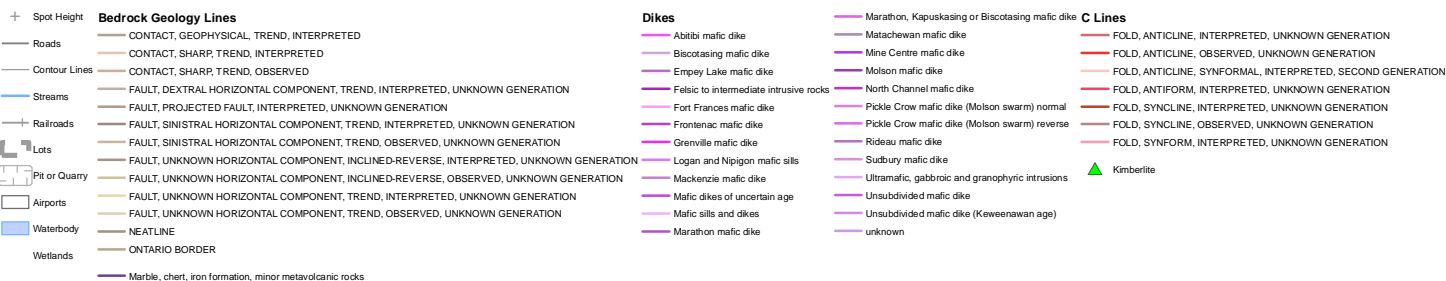 Spot Height
Roads
Contour Lines
Streams
Railroads
Lots
Pit or Quarry
Airports
Waterbody
Wetlands
Bedrock Geology Lines
CONTACT, GEOPHYSICAL, TREND, INTERPRETED
CONTACT, SHARP, TREND, INTERPRETED
CONTACT, SHARP, TREND, OBSERVED
FAULT, DEXTRAL HORIZONTAL COMPONENT, TREND, INTERPRETED, UNKNOWN GENERATION
FAULT, PROJECTED FAULT, INTERPRETED, UNKNOWN GENERATION
FAULT, SINISTRAL HORIZONTAL COMPONENT, TREND, INTERPRETED, UNKNOWN GENERATION
FAULT, SINISTRAL HORIZONTAL COMPONENT, TREND, OBSERVED, UNKNOWN GENERATION
FAULT, UNKNOWN HORIZONTAL COMPONENT, INCLINED-REVERSE, INTERPRETED, UNKNOWN GENERATION
FAULT, UNKNOWN HORIZONTAL COMPONENT, INCLINED-REVERSE, OBSERVED, UNKNOWN GENERATION
FAULT, UNKNOWN HORIZONTAL COMPONENT, TREND, INTERPRETED, UNKNOWN GENERATION
FAULT, UNKNOWN HORIZONTAL COMPONENT, TREND, OBSERVED, UNKNOWN GENERATION
NEATLINE
ONTARIO BORDER
Marble, chert, iron formation, minor metavolcanic rocks
Dikes
Abitibi mafic dike
Biscotasing mafic dike
Empey Lake mafic dike
Felsic to intermediate intrusive rocks
Fort Frances mafic dike
Frontenac mafic dike
Grenville mafic dike
Logan and Nipigon mafic sills
Mackenzie mafic dike
Mafic dikes of uncertain age
Mafic sills and dikes
Marathon mafic dike
Marathon, Kapuskasing or Biscotasing mafic dike
Matachewan mafic dike
Mine Centre mafic dike
Molson mafic dike
North Channel mafic dike
Pickle Crow mafic dike (Molson swarm) normal
Pickle Crow mafic dike (Molson swarm) reverse
Rideau mafic dike
Sudbury mafic dike
Ultramafic, gabbroic and granophyric intrusions
Unsubdivided mafic dike
Unsubdivided mafic dike (Keweenawan age)
unknown
C Lines
FOLD, ANTICLINE, INTERPRETED, UNKNOWN GENERATION
FOLD, ANTICLINE, OBSERVED, UNKNOWN GENERATION
FOLD, ANTICLINE, SYNFORMAL, INTERPRETED, SECOND GENERATION
FOLD, ANTIFORM, INTERPRETED, UNKNOWN GENERATION
FOLD, SYNCLINE, INTERPRETED, UNKNOWN GENERATION
FOLD, SYNCLINE, OBSERVED, UNKNOWN GENERATION
FOLD, SYNFORM, INTERPRETED, UNKNOWN GENERATION
Kimberlite